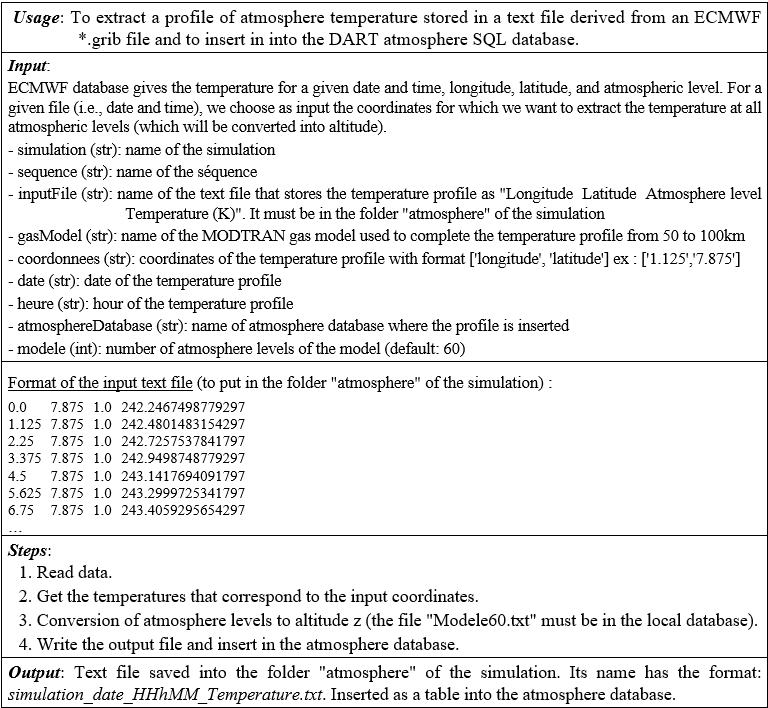 Usage: To extract a profile of atmosphere temperature stored in a text file derived from an ECMWF
*.grib file and to insert in into the DART atmosphere SQL database.
Input:
ECMWF database gives the temperature for a given date and time, longitude, latitude, and atmospheric level. For a
given file (i.e., date and time), we choose as input the coordinates for which we want to extract the temperature at all
atmospheric levels (which will be converted into altitude).
- simulation (str): name of the simulation
- sequence (str): name of the séquence
- inputFile (str): name of the text file that stores the temperature profile as "Longitude Latitude Atmosphere level
Temperature (K)". It must be in the folder "atmosphere" of the simulation
- gasModel (str): name of the MODTRAN gas model used to complete the temperature profile from 50 to 100km
- coordonnees (str): coordinates of the temperature profile with format ['longitude', 'latitude'] ex : ['1.125','7.875']
- date (str): date of the temperature profile
- heure (str): hour of the temperature profile
- atmosphereDatabase (str): name of atmosphere database where the profile is inserted
- modele (int): number of atmosphere levels of the model (default: 60)
Format of the input text file (to put in the folder "atmosphere" of the simulation) :
0.0 7.875 1.0 242.2467498779297
1.125 7.875 1.0 242.4801483154297
2.25 7.875 1.0 242.7257537841797
3.375 7.875 1.0 242.9498748779297
4.5 7.875 1.0 243.1417694091797
5.625 7.875 1.0 243.2999725341797
6.75 7.875 1.0 243.4059295654297
…
Steps:
1. Read data.
2. Get the temperatures that correspond to the input coordinates.
3. Conversion of atmosphere levels to altitude z (the file "Modele60.txt" must be in the local database).
4. Write the output file and insert in the atmosphere database.
Output: Text file saved into the folder "atmosphere" of the simulation. Its name has the format:
simulation_date_HHhMM_Temperature.txt. Inserted as a table into the atmosphere database.